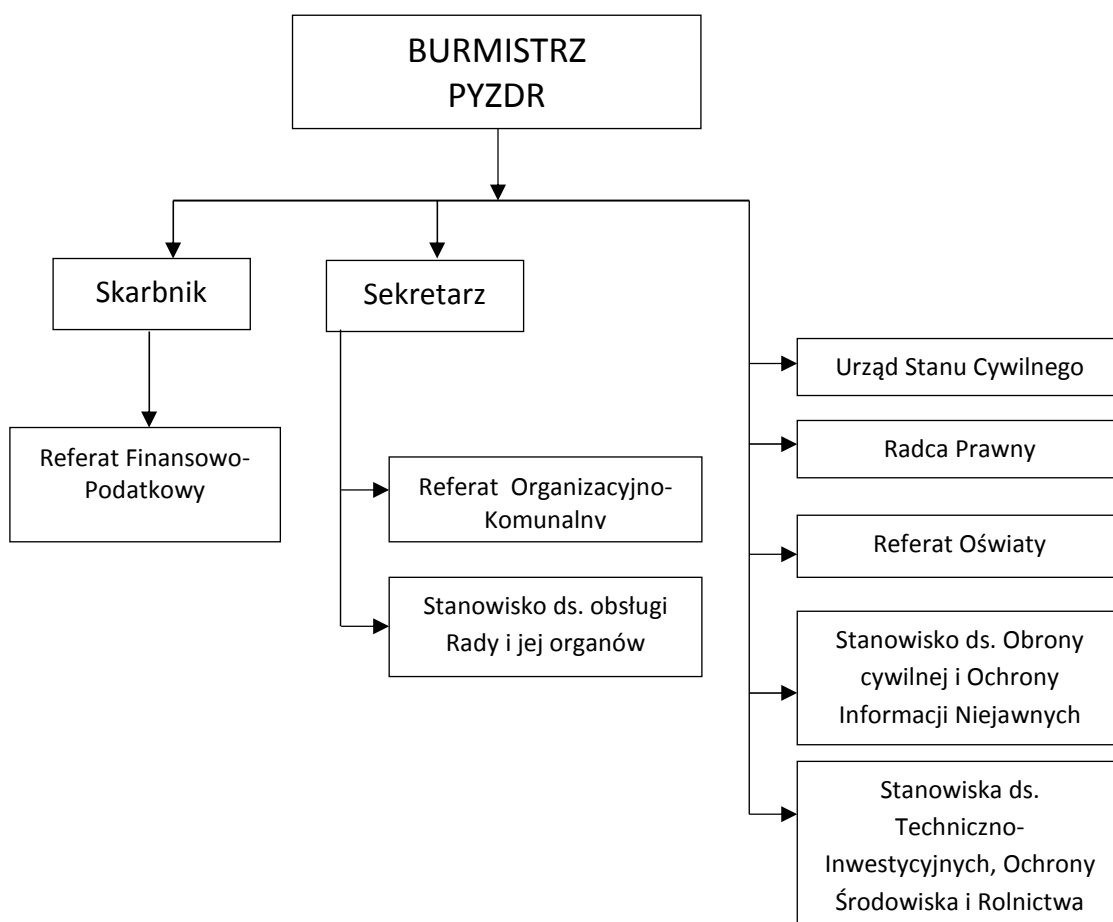 BURMISTRZ
PYZDR
Skarbnik
Sekretarz
Referat Finansowo-
Podatkowy
Referat Organizacyjno-
Komunalny
Stanowisko ds. obsługi
Rady i jej organów
Urząd Stanu Cywilnego
Radca Prawny
Referat Oświaty
Stanowisko ds. Obrony
cywilnej i Ochrony
Informacji Niejawnych
Stanowiska ds.
Techniczno-
Inwestycyjnych, Ochrony
Środowiska i Rolnictwa